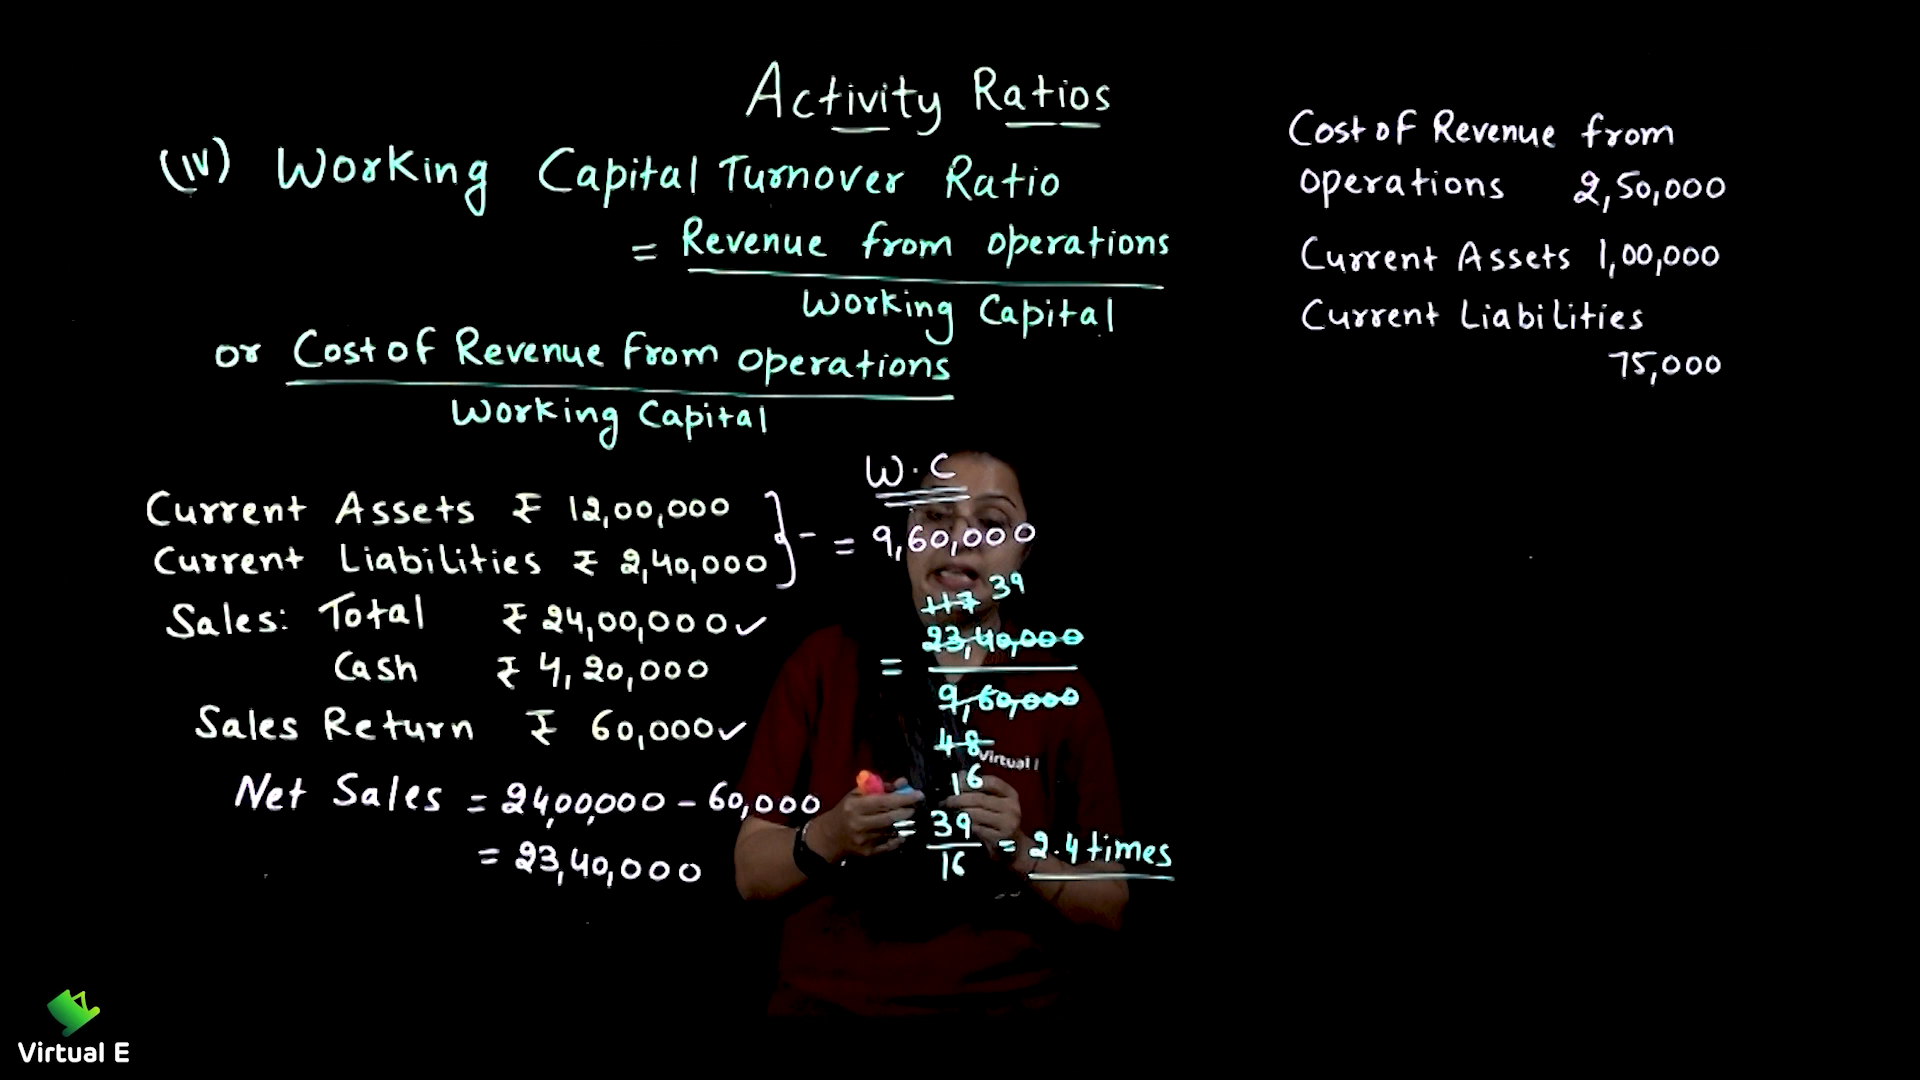 Activity Ratios
(IV) Working Capital Turnover Ratio
= Revenue from operations
Working Capital
or Cost of Revenue from operations
Working Capital
Current Assets ₹ 12,00,000
Current Liabilities ₹ 2,40,000
} - = 9,60,000
W.C
Sales: Total ₹ 24,00,000 ✓
Cash ₹ 4,20,000
Sales Return ₹ 60,000 ✓
Net Sales = 24,00,000 - 60,000
= 23,40,000
117 39
= 23,40,000
9,60,000
48
16
= 39
16
= 2.4 times
Cost of Revenue from
operations 2,50,000
Current Assets 1,00,000
Current Liabilities
75,000
Virtual
Virtual E